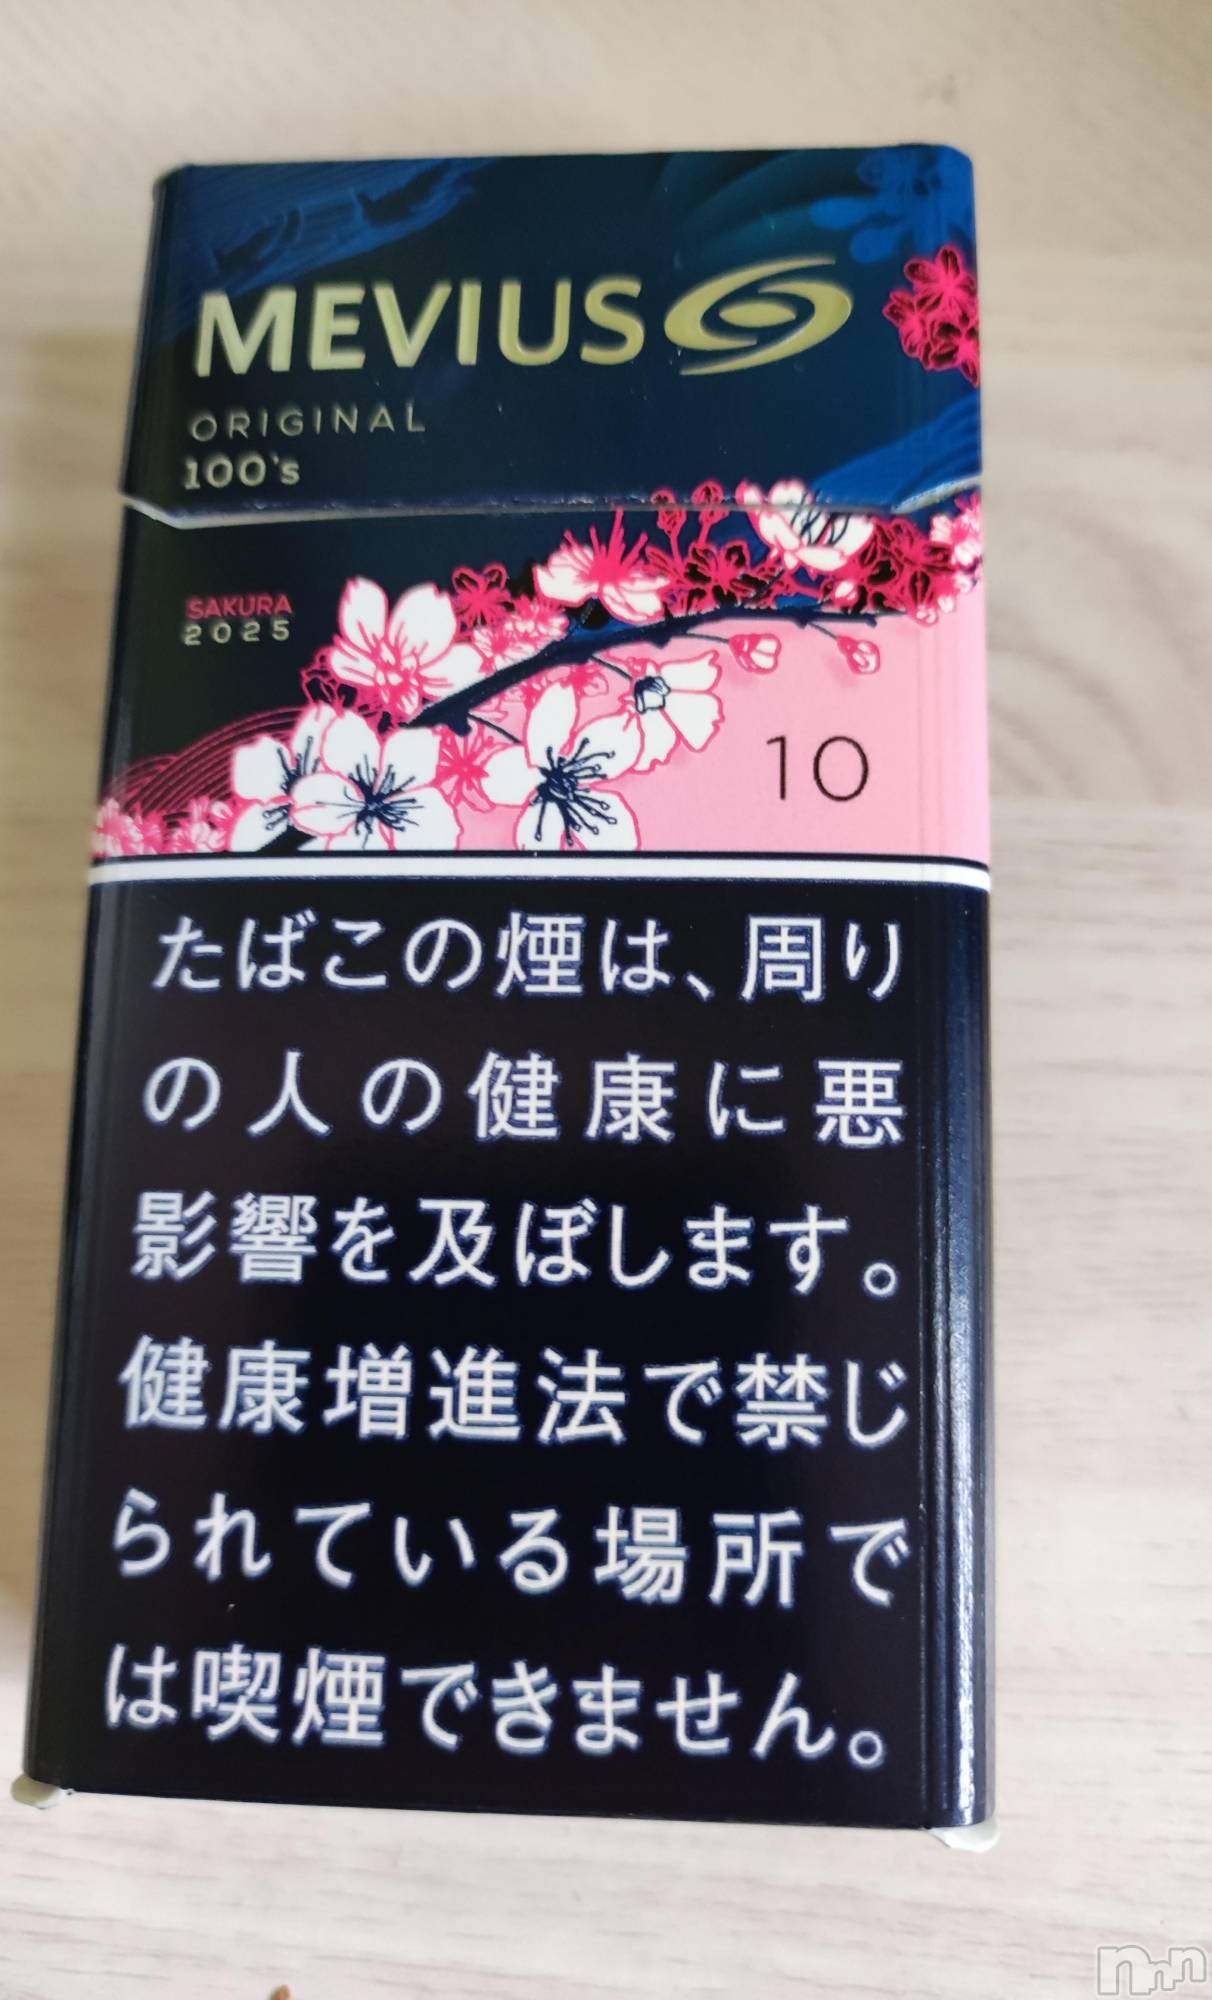 MEVIUS
ORIGINAL
100's
SAKURA
2025
10
たばこの煙は、周り
の人の健康に悪
影響を及ぼします。
健康増進法で禁じ
られている場所で
は喫煙できません。